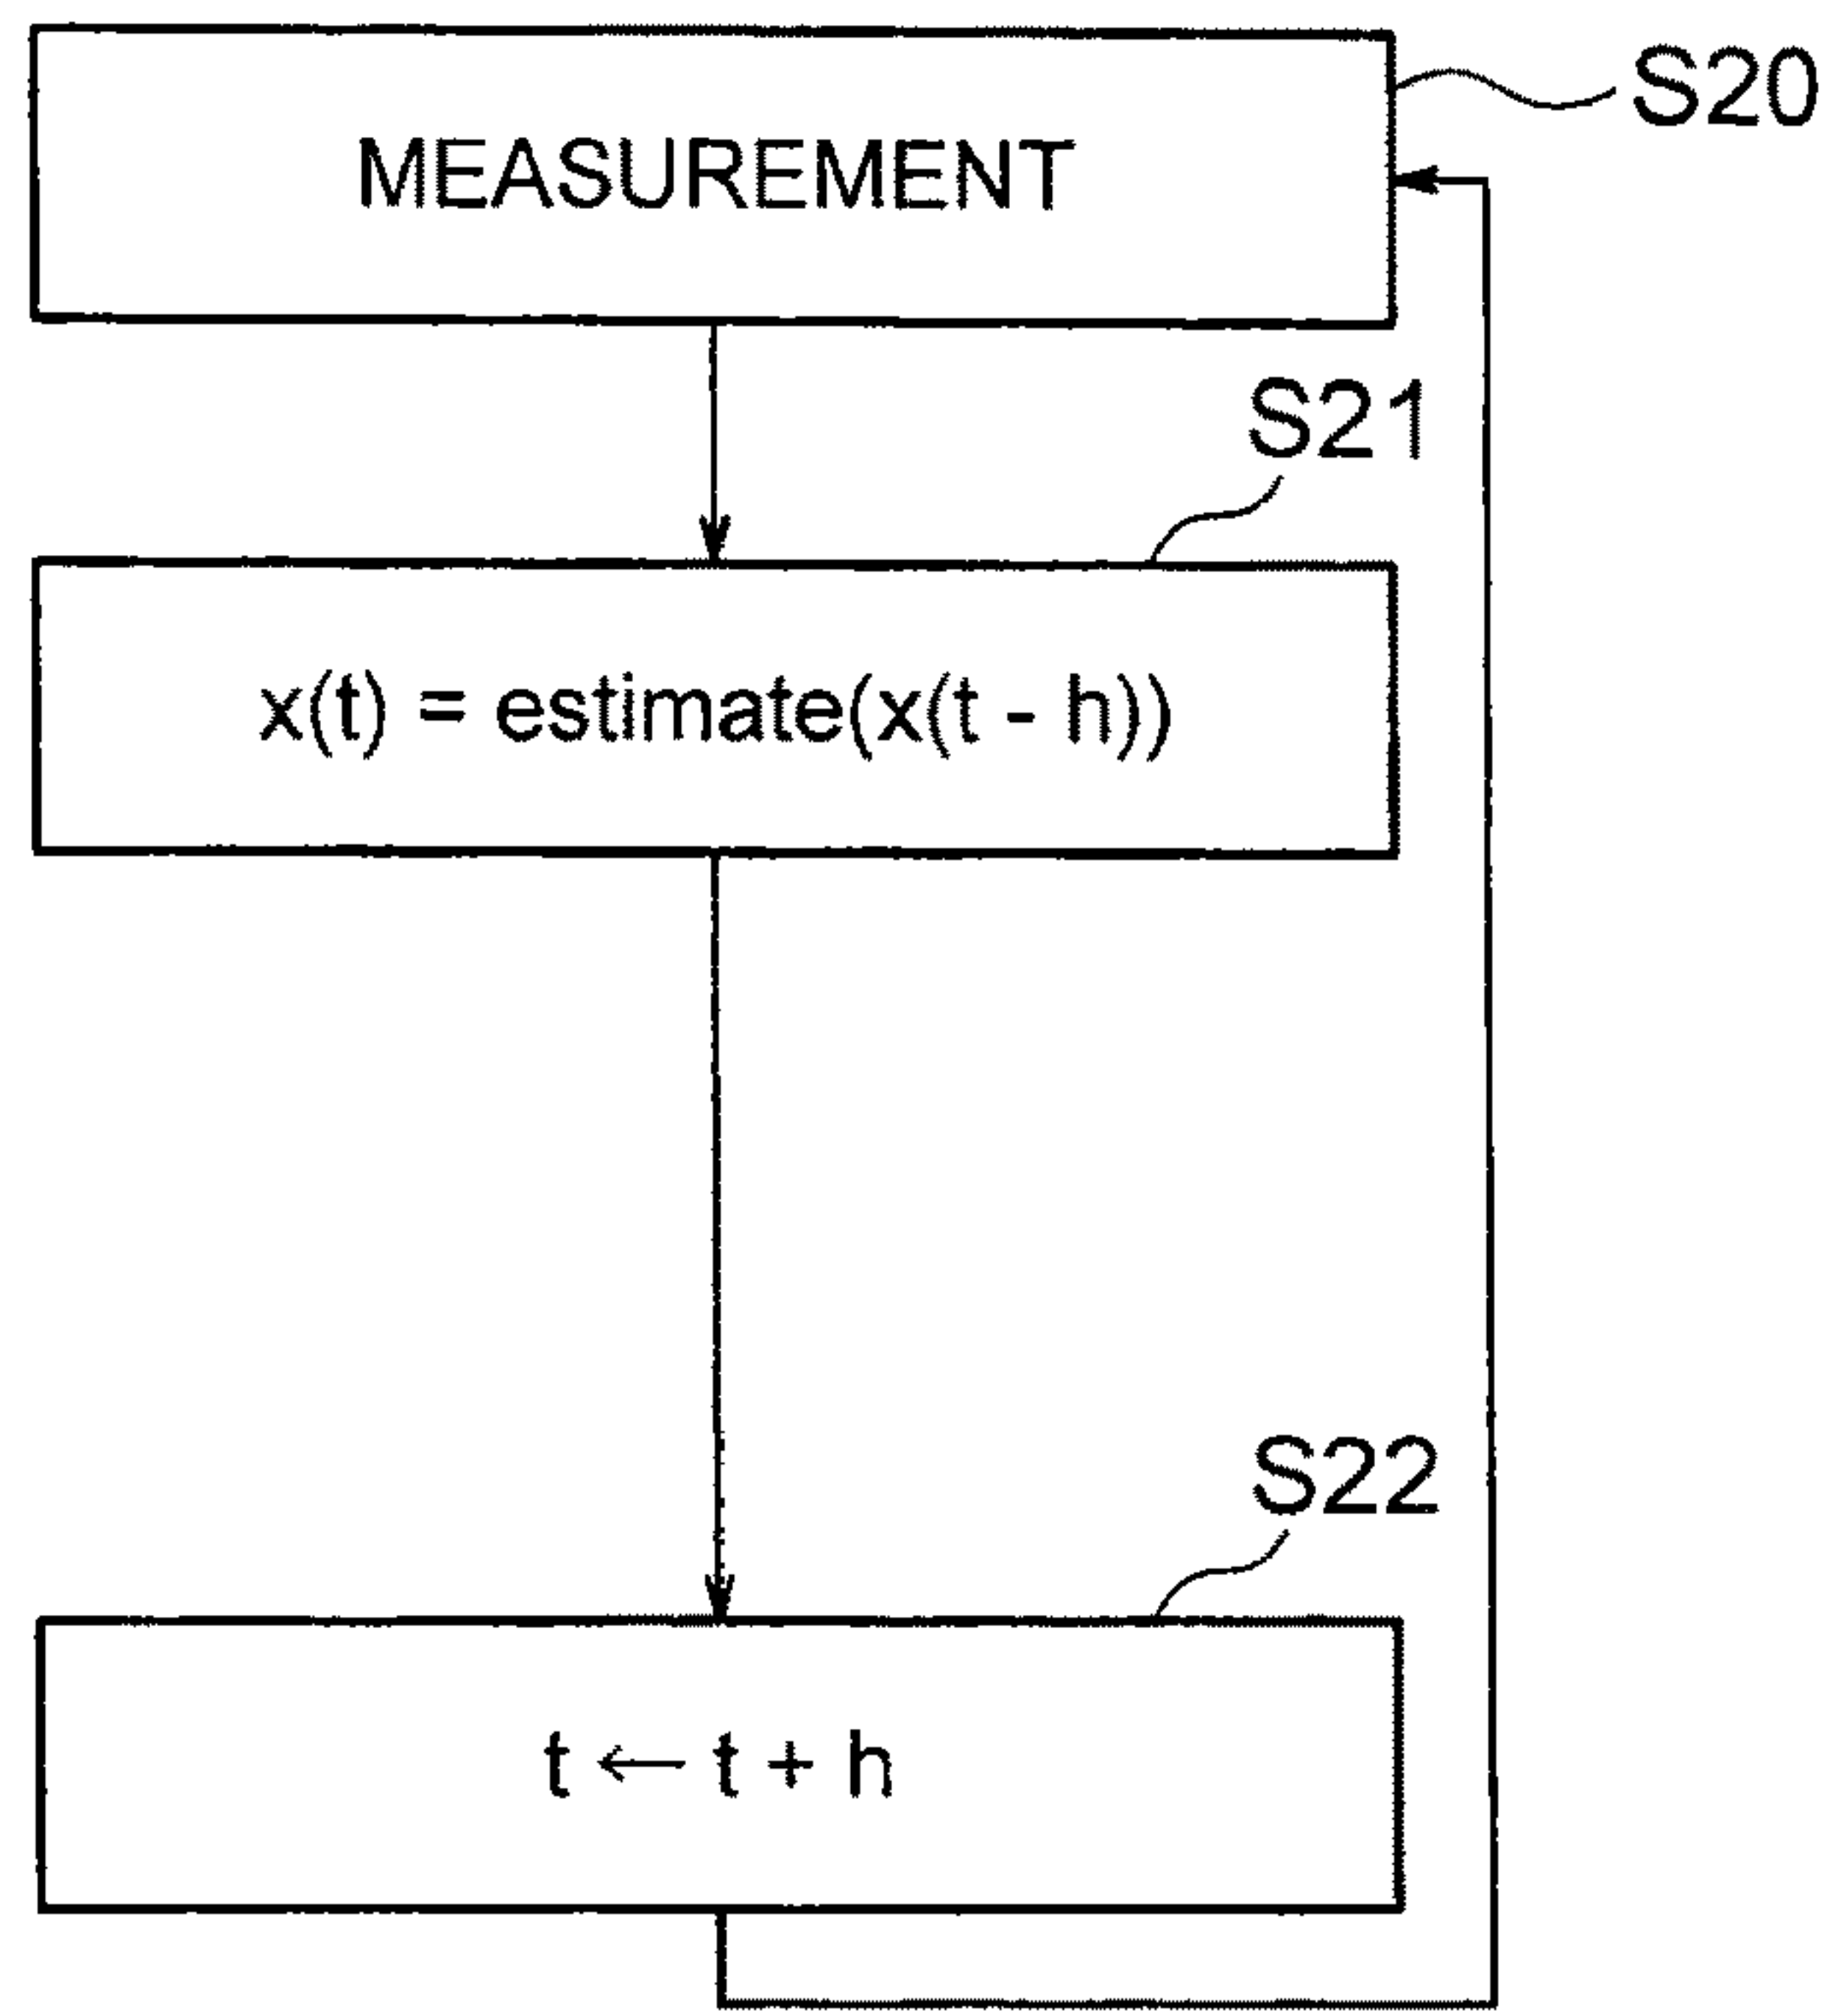 MEASUREMENT
S20
S21
x(t) = estimate(x(t - h))
S22
t ← t + h